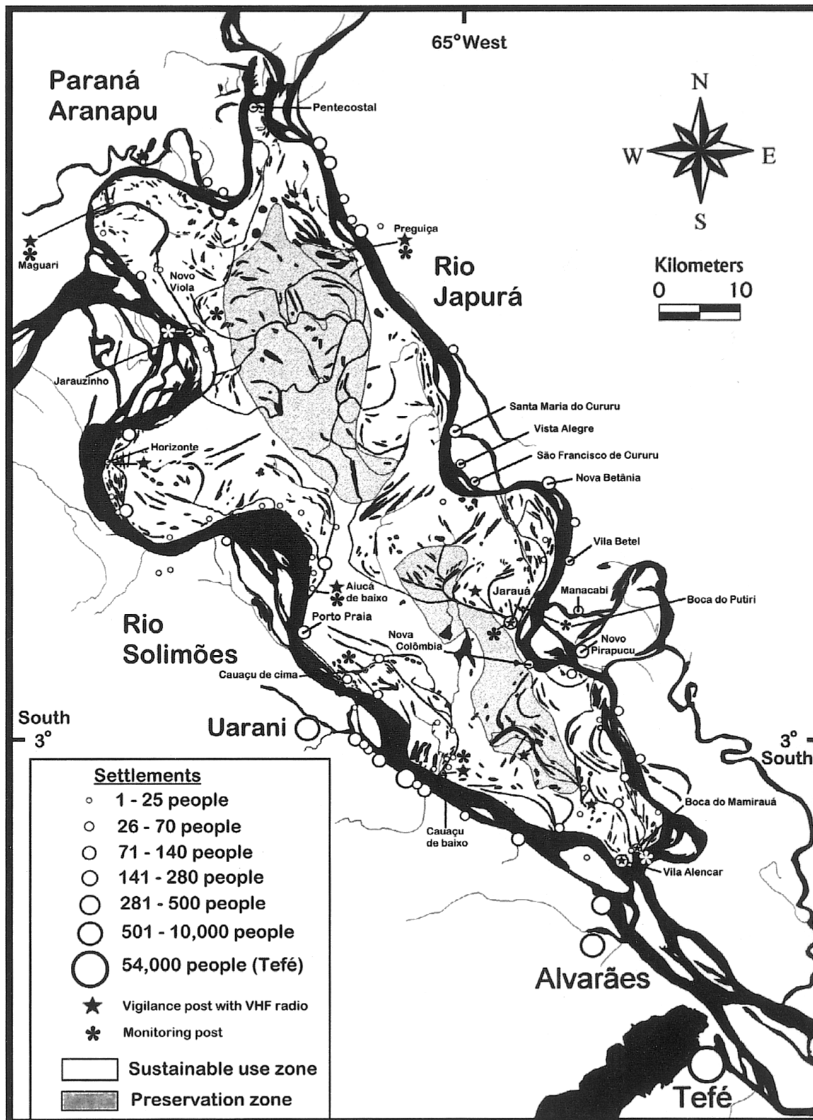 65°West
Paraná
Aranapu
Pentecostal
N
W E
S
Preguiça
Maguari
Novo
Viola
Rio
Japurá
Kilometers
0 10
Jarauzinho
Santa Maria do Cururu
Vista Alegre
São Francisco de Cururu
Nova Betânia
Horizonte
Vila Betel
Aiucá
de baixo
Jarauá
Manacabi
Boca do Putiri
Rio
Solimões
Porto Praia
Nova
Colômbia
Novo
Pirapucu
Cauaçu de cima
South
3°
Uarani
3°
South
Settlements
1 - 25 people
26 - 70 people
71 - 140 people
141 - 280 people
281 - 500 people
501 - 10,000 people
54,000 people (Tefé)
Vigilance post with VHF radio
Monitoring post
Sustainable use zone
Preservation zone
Cauaçu
de baixo
Boca do Mamirauá
Vila Alencar
Alvarães
Tefé